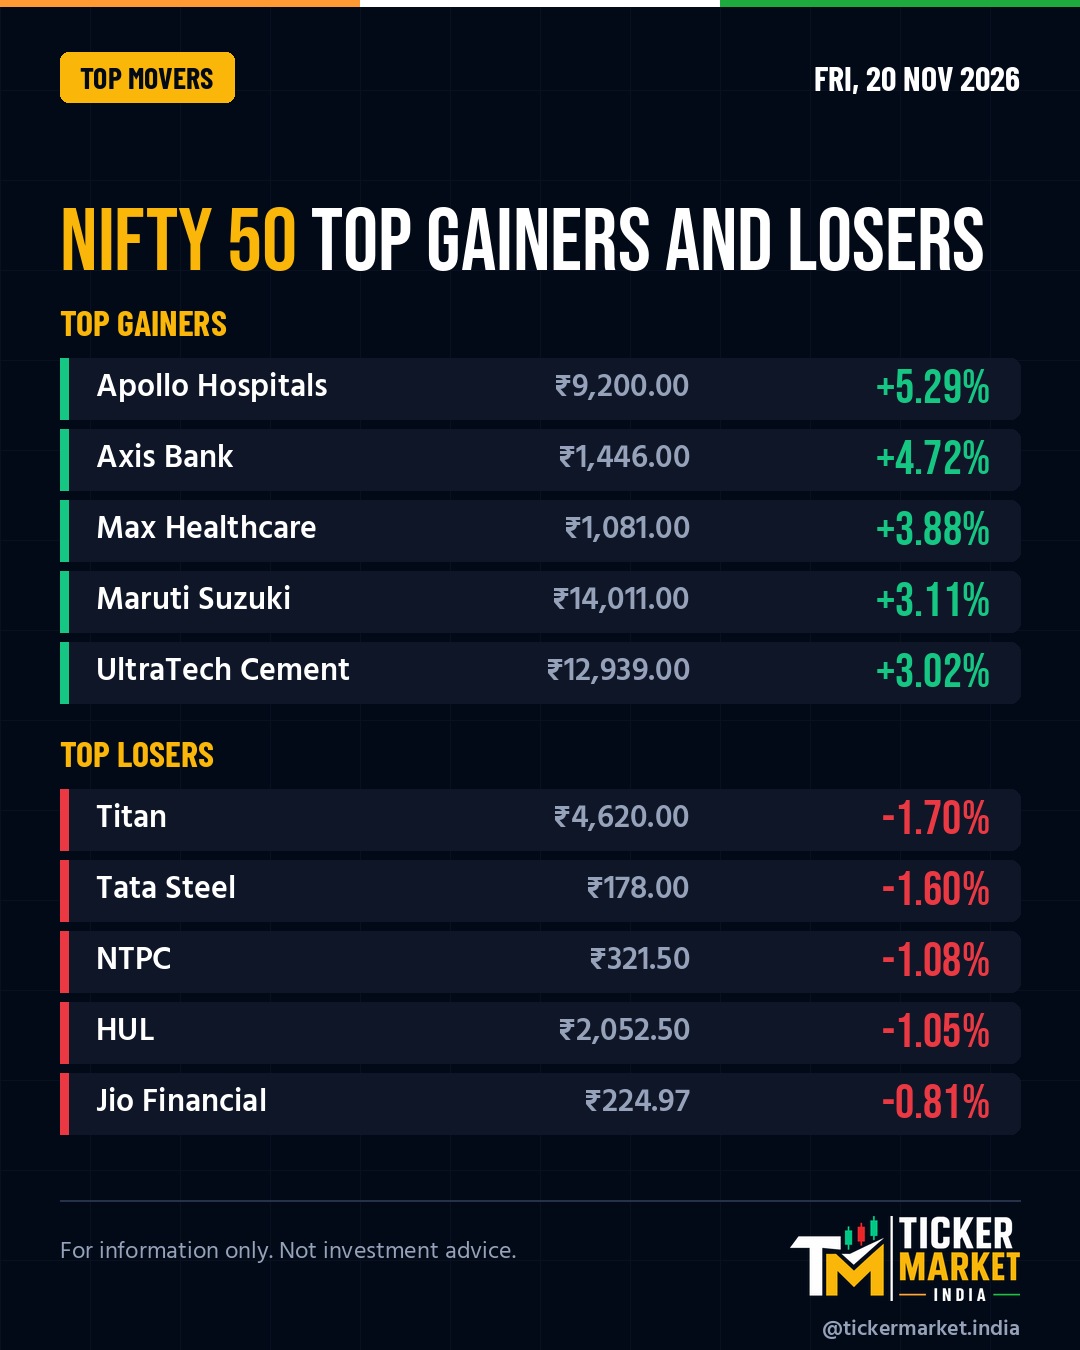 TOP MOVERS
FRI, 20 NOV 2026
NIFTY 50 TOP GAINERS AND LOSERS
TOP GAINERS
Apollo Hospitals ₹9,200.00 +5.29%
Axis Bank ₹1,446.00 +4.72%
Max Healthcare ₹1,081.00 +3.88%
Maruti Suzuki ₹14,011.00 +3.11%
UltraTech Cement ₹12,939.00 +3.02%
TOP LOSERS
Titan ₹4,620.00 -1.70%
Tata Steel ₹178.00 -1.60%
NTPC ₹321.50 -1.08%
HUL ₹2,052.50 -1.05%
Jio Financial ₹224.97 -0.81%
For information only. Not investment advice.
TM
TICKER
MARKET
INDIA
@tickermarket.india